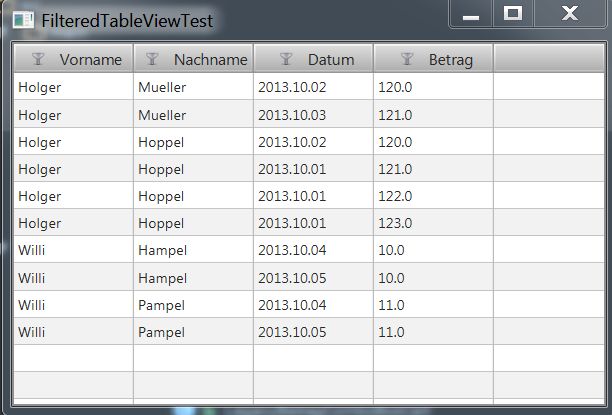 FilteredTableViewTest
Vorname Nachname Datum Betrag
Holger Mueller 2013.10.02 120.0
Holger Mueller 2013.10.03 121.0
Holger Hoppel 2013.10.02 120.0
Holger Hoppel 2013.10.01 121.0
Holger Hoppel 2013.10.01 122.0
Holger Hoppel 2013.10.01 123.0
Willi Hampel 2013.10.04 10.0
Willi Hampel 2013.10.05 10.0
Willi Pampel 2013.10.04 11.0
Willi Pampel 2013.10.05 11.0